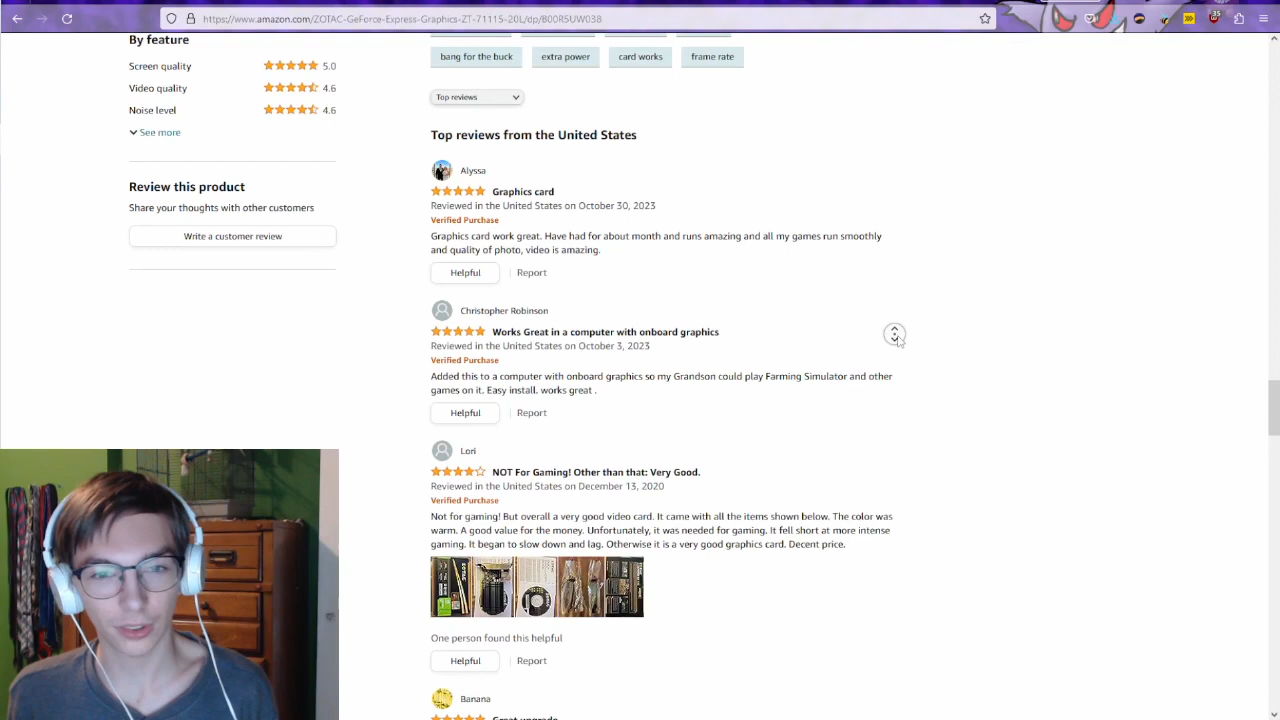 https://www.amazon.com/ZOTAC-GeForce-Express-Graphics-ZT-71115-20L/dp/B00R5UW038
35
By feature
Screen quality 5.0
Video quality 4.6
Noise level 4.6
See more
Review this product
Share your thoughts with other customers
Write a customer review
bang for the buck
extra power
card works
frame rate
Top reviews
Top reviews from the United States
Alyssa
Graphics card
Reviewed in the United States on October 30, 2023
Verified Purchase
Graphics card work great. Have had for about month and runs amazing and all my games run smoothly
and quality of photo, video is amazing.
Helpful
Report
Christopher Robinson
Works Great in a computer with onboard graphics
Reviewed in the United States on October 3, 2023
Verified Purchase
Added this to a computer with onboard graphics so my Grandson could play Farming Simulator and other
games on it. Easy install. works great .
Helpful
Report
Lori
NOT For Gaming! Other than that: Very Good.
Reviewed in the United States on December 13, 2020
Verified Purchase
Not for gaming! But overall a very good video card. It came with all the items shown below. The color was
warm. A good value for the money. Unfortunately, it was needed for gaming. It fell short at more intense
gaming. It began to slow down and lag. Otherwise it is a very good graphics card. Decent price.
One person found this helpful
Helpful
Report
Banana
Great upgrade